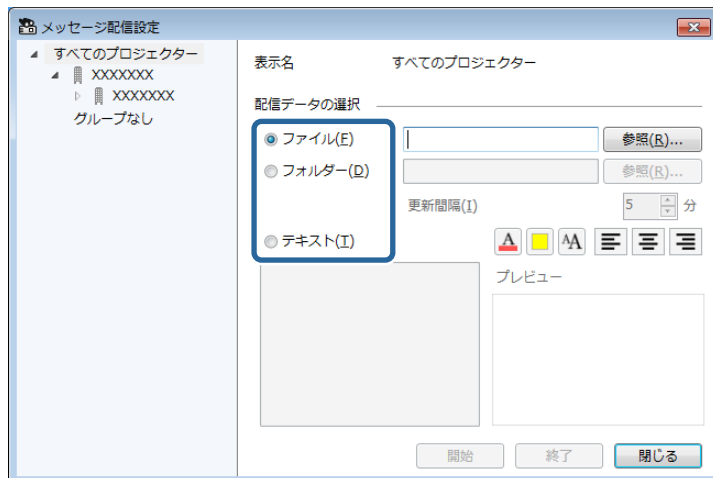 メッセージ配信設定
すべてのプロジェクター
XXXXXXX
XXXXXXX
グループなし
表示名 すべてのプロジェクター
配信データの選択
ファイル(F) 参照(R)...
フォルダー(D) 参照(R)...
更新間隔(I) 5 分
テキスト(T) A AA
プレビュー
開始 終了 閉じる